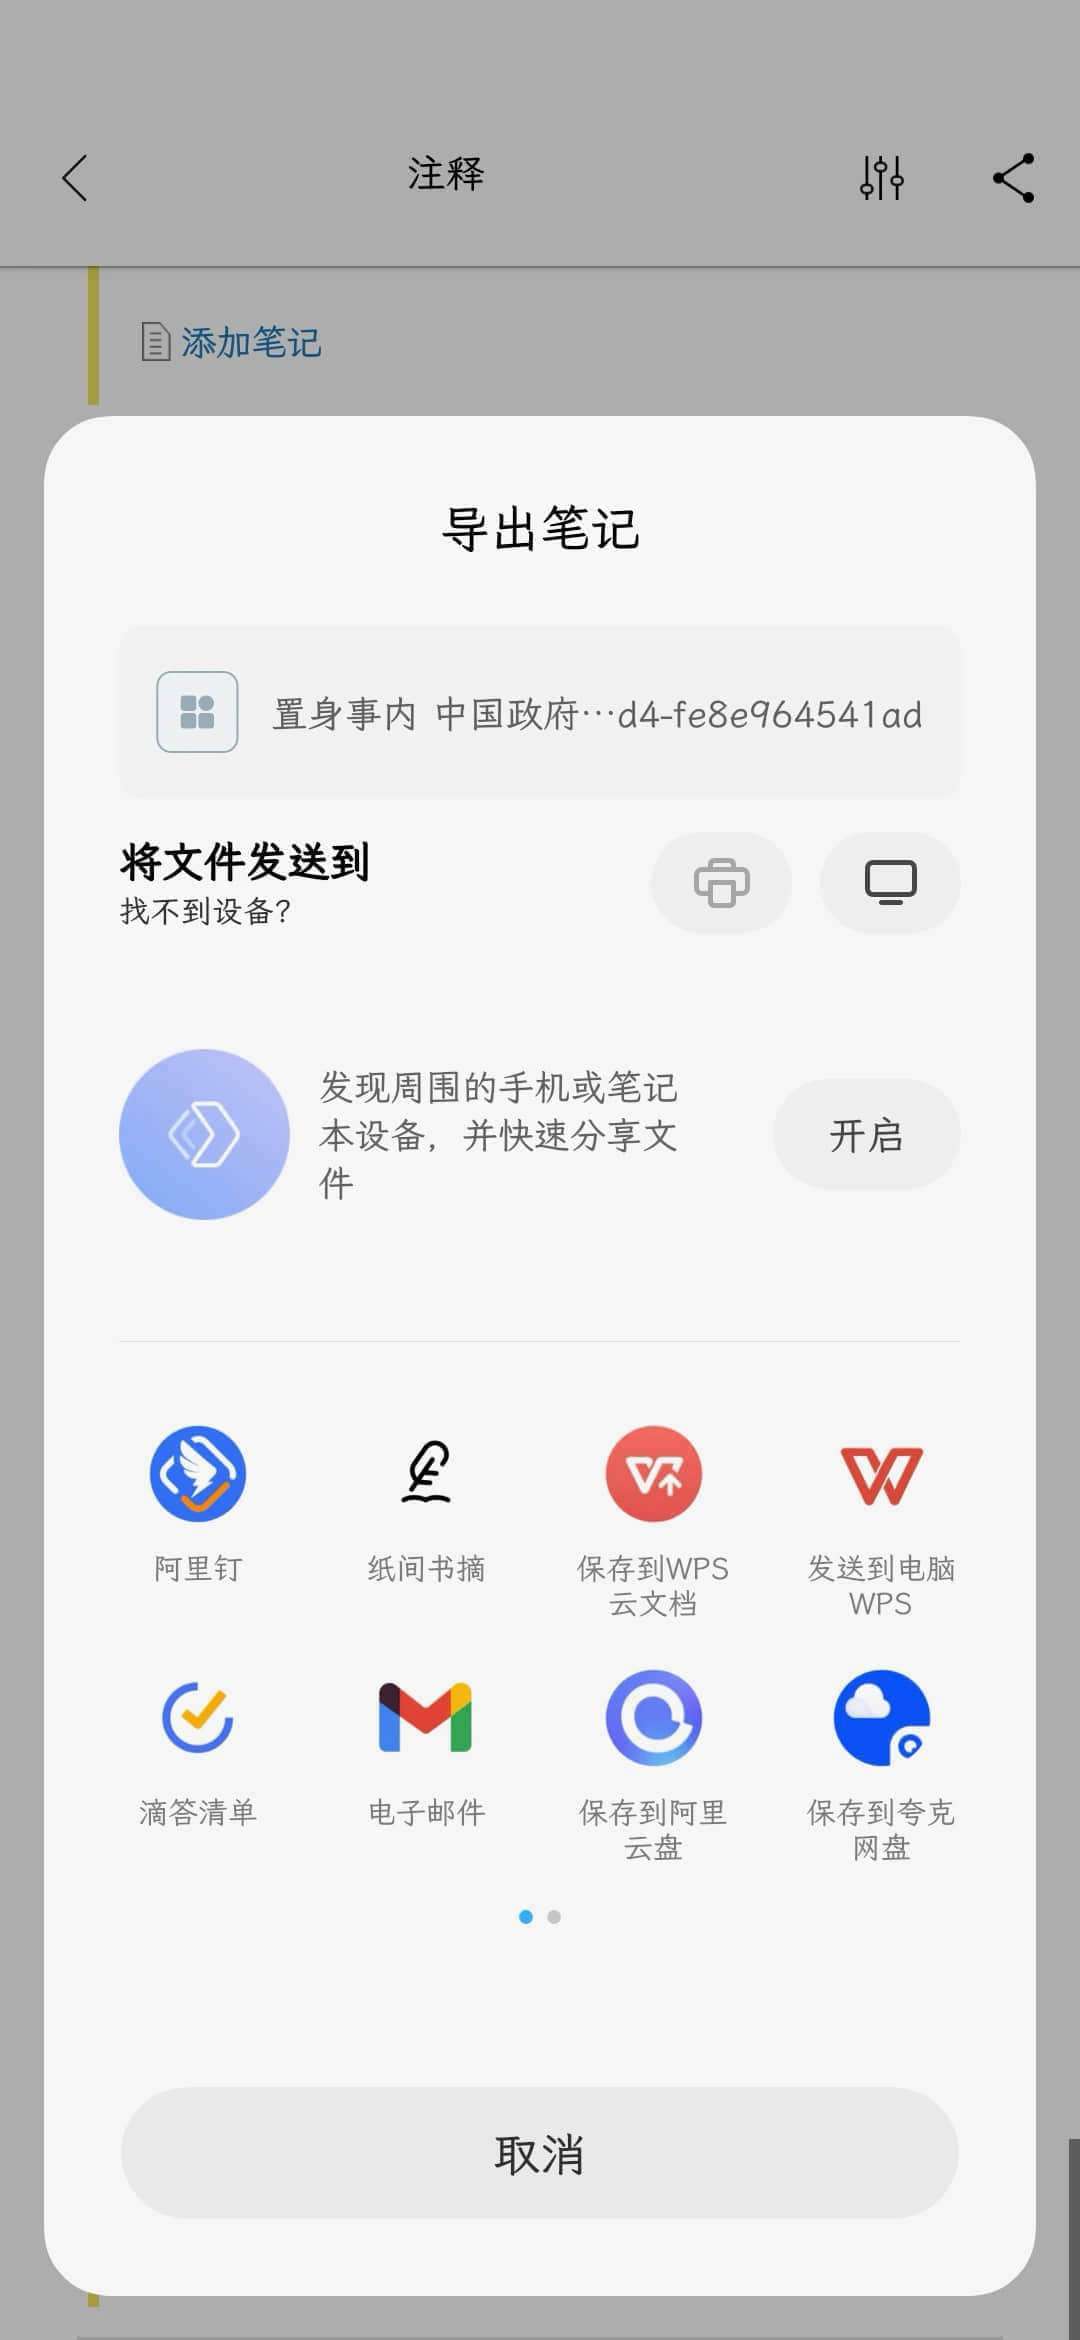 注释
添加笔记
导出笔记
置身事内 中国政府…d4-fe8e964541ad
将文件发送到
找不到设备?
发现周围的手机或笔记
本设备，并快速分享文
件
开启
阿里钉
纸间书摘
保存到WPS
云文档
发送到电脑
WPS
滴答清单
电子邮件
保存到阿里
云盘
保存到夸克
网盘
取消